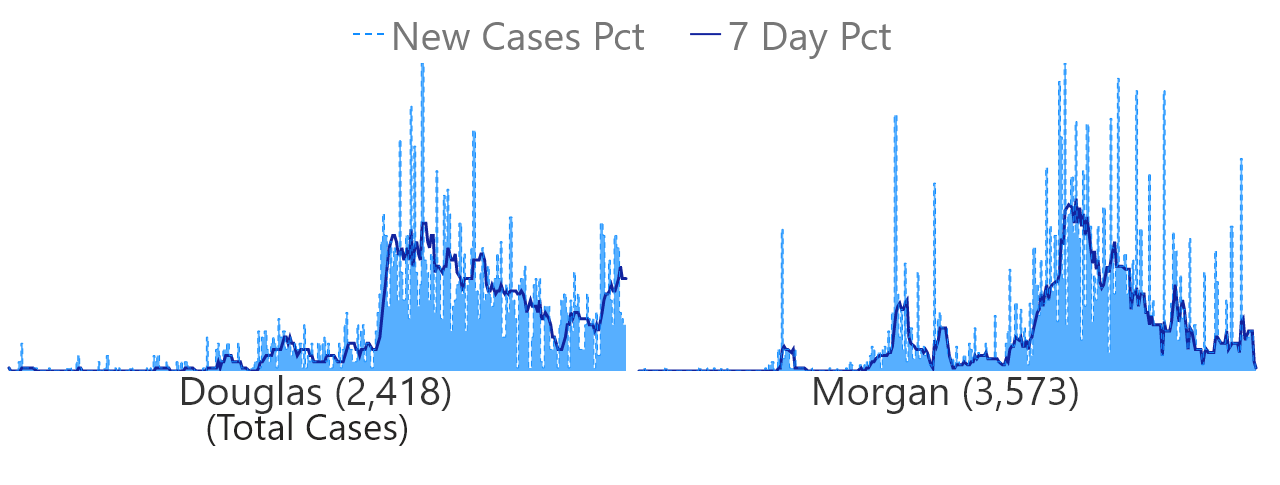 New Cases Pct 7 Day Pct
Douglas (2,418) Morgan (3,573)
(Total Cases)